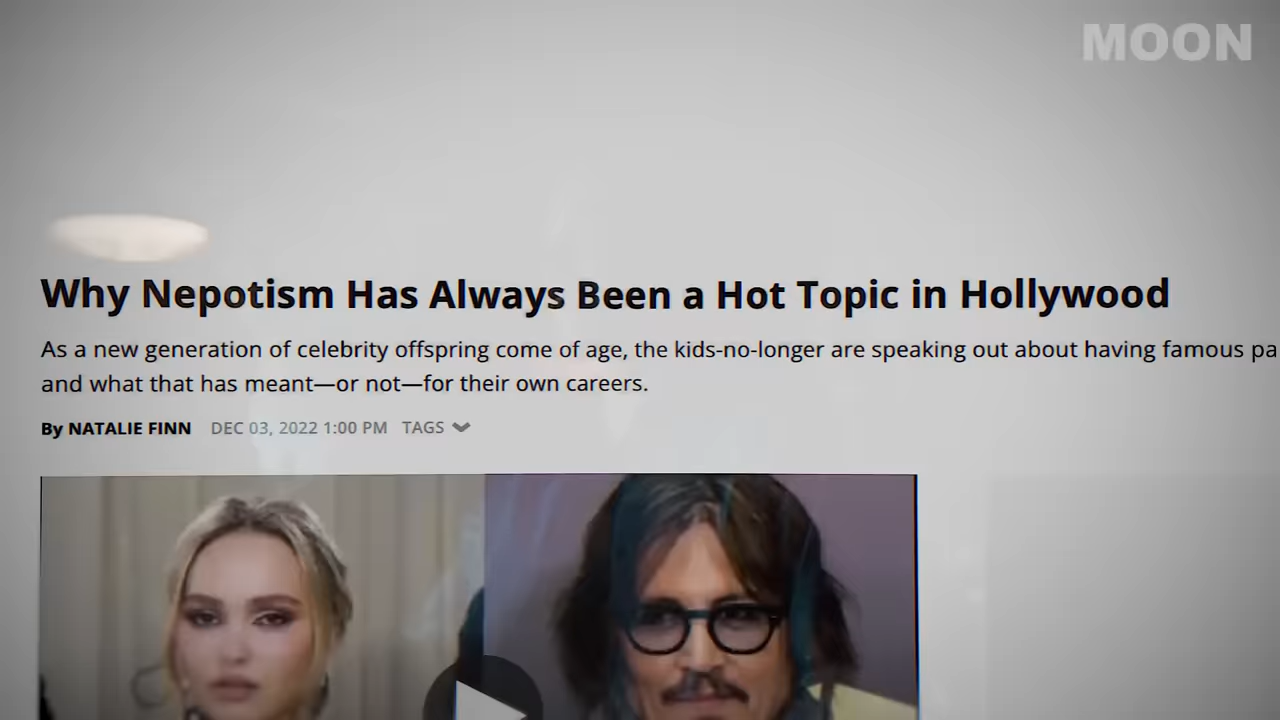 MOON
Why Nepotism Has Always Been a Hot Topic in Hollywood
As a new generation of celebrity offspring come of age, the kids-no-longer are speaking out about having famous pa
and what that has meant—or not—for their own careers.
By NATALIE FINN DEC 03, 2022 1:00 PM TAGS